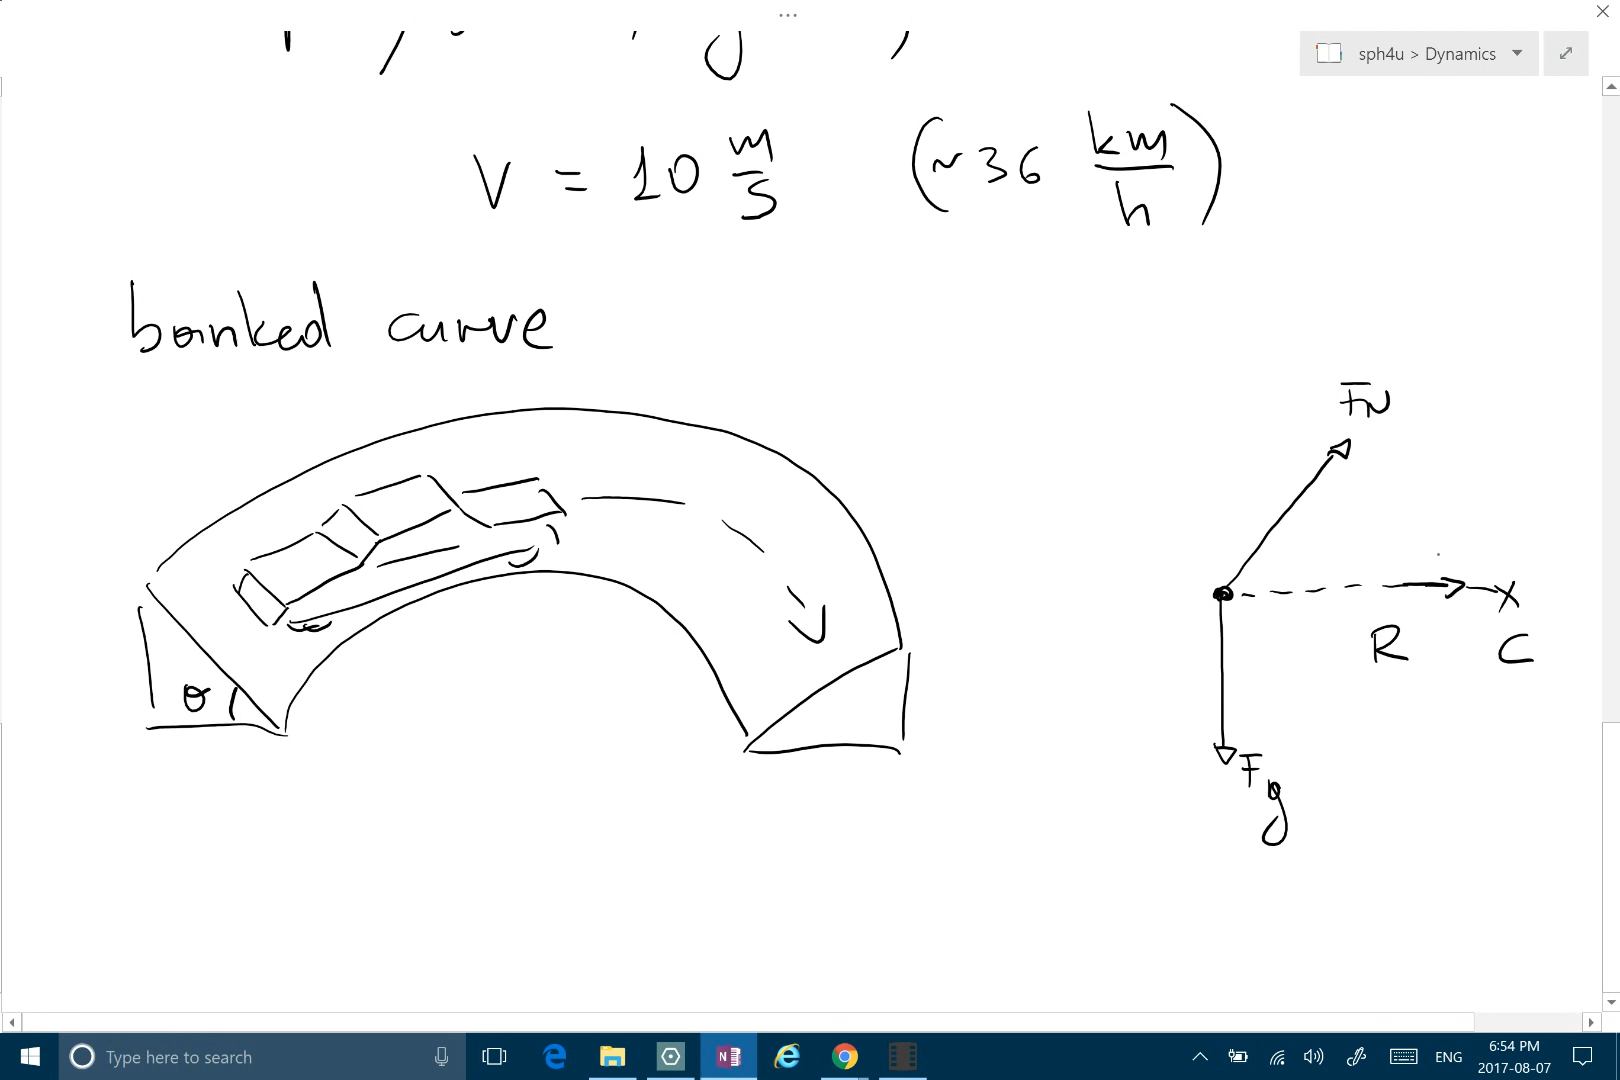 sph4u > Dynamics
V = 10 m/s (~36 km/h)
banked curve
FN
R C
θ
Fg
Type here to search
N
ENG
6:54 PM
2017-08-07